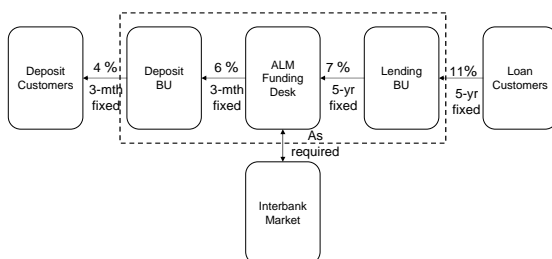 Deposit
Customers
4 %
3-mth
fixed
Deposit
BU
6 %
3-mth
fixed
ALM
Funding
Desk
7 %
5-yr
fixed
Lending
BU
11%
5-yr
fixed
Loan
Customers
As
required
Interbank
Market